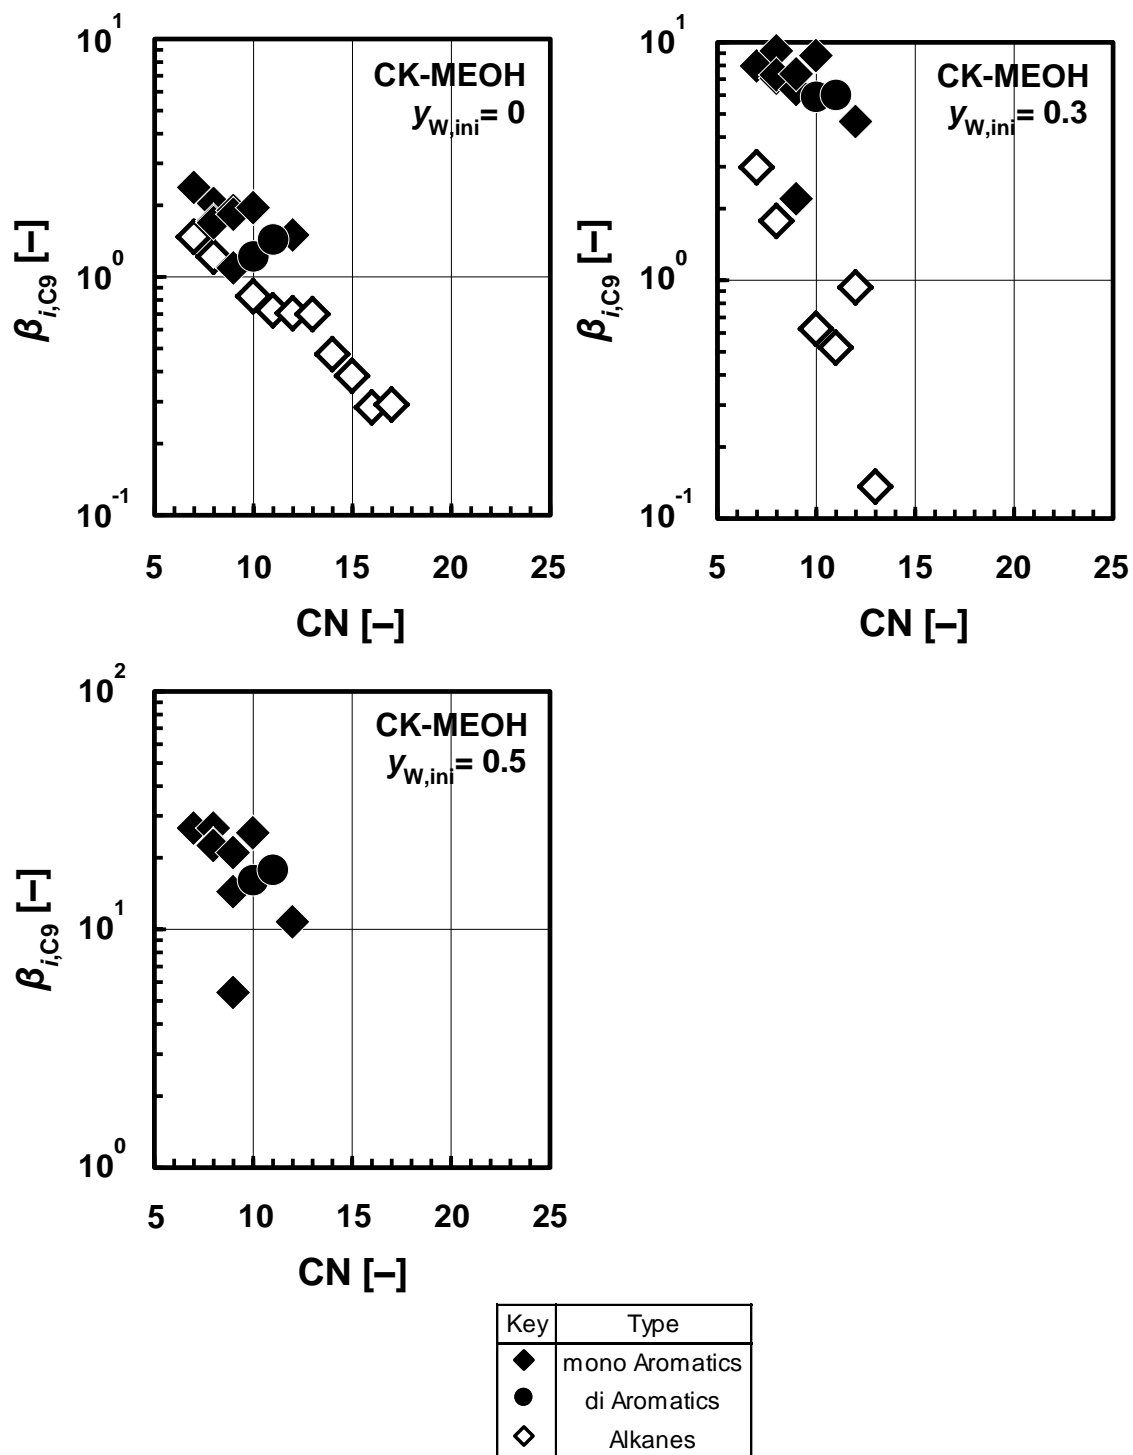 10^1
CK-MEOH
y_W,ini = 0
β_i,C9 [–]
10^0
10^-1
5 10 15 20 25
CN [–]
10^1
CK-MEOH
y_W,ini = 0.3
β_i,C9 [–]
10^0
10^-1
5 10 15 20 25
CN [–]
10^2
CK-MEOH
y_W,ini = 0.5
β_i,C9 [–]
10^1
10^0
5 10 15 20 25
CN [–]
Key Type
mono Aromatics
di Aromatics
Alkanes